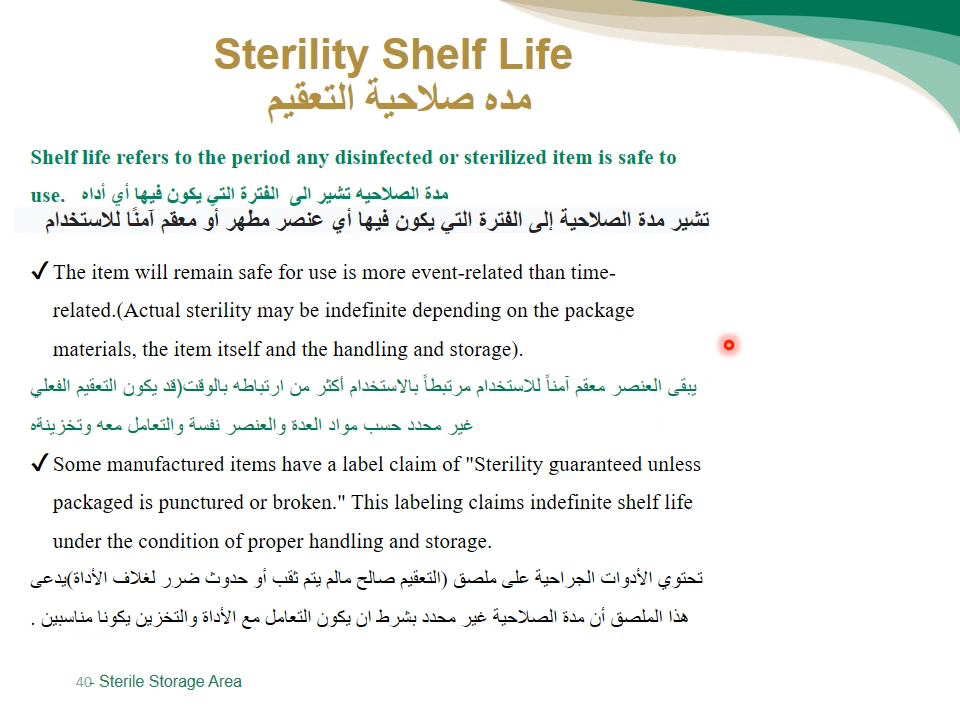 Sterility Shelf Life
مده صلاحية التعقيم
Shelf life refers to the period any disinfected or sterilized item is safe to
use. مدة الصلاحيه تشير الى الفترة التي يكون فيها أي أداه
تشير مدة الصلاحية إلى الفترة التي يكون فيها أي عنصر مطهر أو معقم آمنًا للاستخدام
✓ The item will remain safe for use is more event-related than time-
related.(Actual sterility may be indefinite depending on the package
materials, the item itself and the handling and storage).
يبقى العنصر معقم آمناً للاستخدام مرتبطاً بالاستخدام أكثر من ارتباطه بالوقت(قد يكون التعقيم الفعلي
غير محدد حسب مواد العدة والعنصر نفسة والتعامل معه وتخزينةه
✓ Some manufactured items have a label claim of "Sterility guaranteed unless
packaged is punctured or broken." This labeling claims indefinite shelf life
under the condition of proper handling and storage.
تحتوي الأدوات الجراحية على ملصق (التعقيم صالح مالم يتم ثقب أو حدوث ضرر لغلاف الأداة)يدعى
هذا الملصق أن مدة الصلاحية غير محدد بشرط ان يكون التعامل مع الأداة والتخزين يكونا مناسبين .
40- Sterile Storage Area